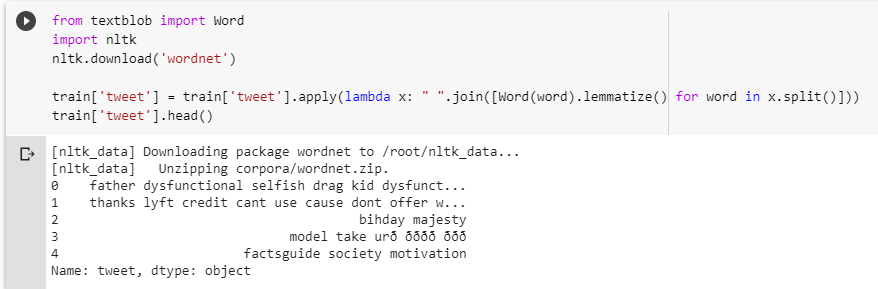 from textblob import Word
import nltk
nltk.download('wordnet')
train['tweet'] = train['tweet'].apply(lambda x: " ".join([Word(word).lemmatize() for word in x.split()]))
train['tweet'].head()
[nltk_data] Downloading package wordnet to /root/nltk_data...
[nltk_data]   Unzipping corpora/wordnet.zip.
0    father dysfunctional selfish drag kid dysfunct...
1    thanks lyft credit cant use cause dont offer w...
2                                       bihday majesty
3                              model take urð ðððð ððð
4                        factsguide society motivation
Name: tweet, dtype: object